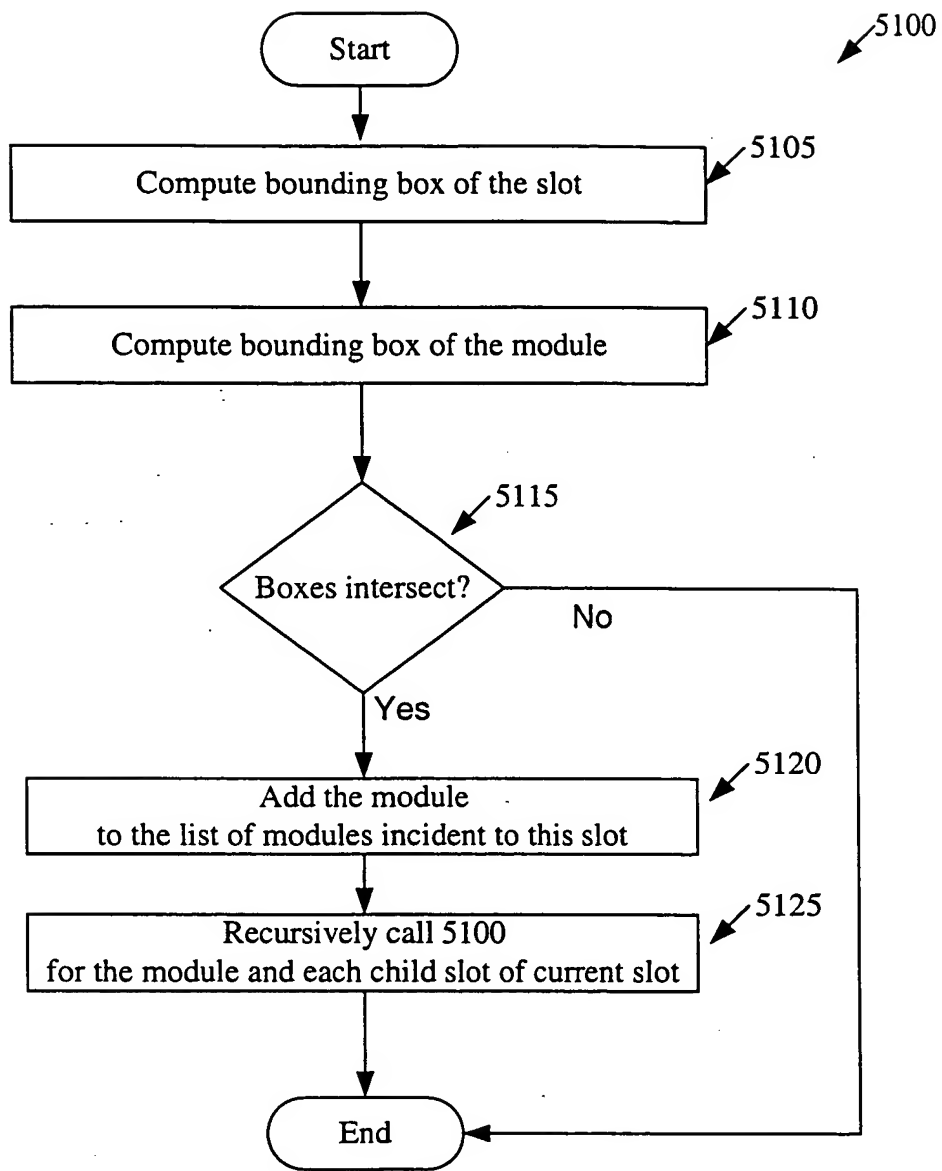 5100
Start
5105
Compute bounding box of the slot
5110
Compute bounding box of the module
5115
Boxes intersect?
No
Yes
5120
Add the module
to the list of modules incident to this slot
5125
Recursively call 5100
for the module and each child slot of current slot
End